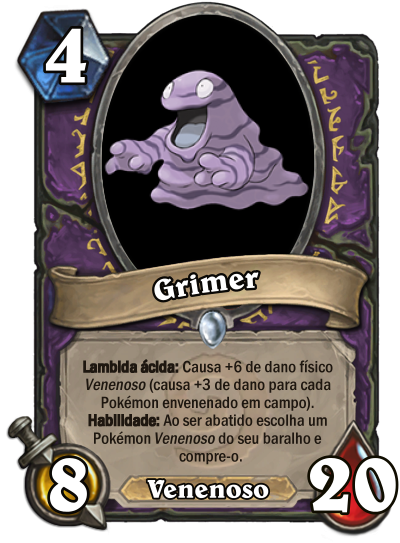 4
Grimer
Lambida ácida: Causa +6 de dano físico
Venenoso (causa +3 de dano para cada
Pokémon envenenado em campo).
Habilidade: Ao ser abatido escolha um
Pokémon Venenoso do seu baralho e
compre-o.
8
Venenoso
20